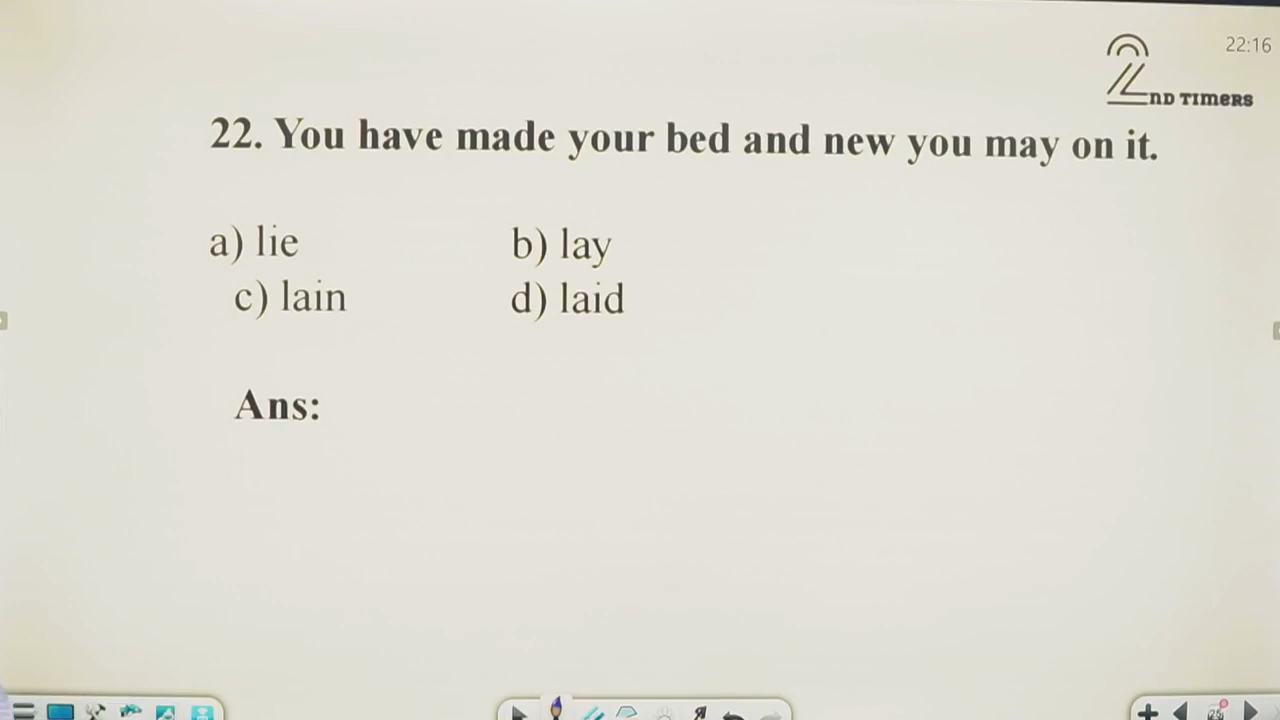 22:16
2ND TIMERS
22. You have made your bed and new you may on it.
a) lie b) lay
c) lain d) laid
Ans: